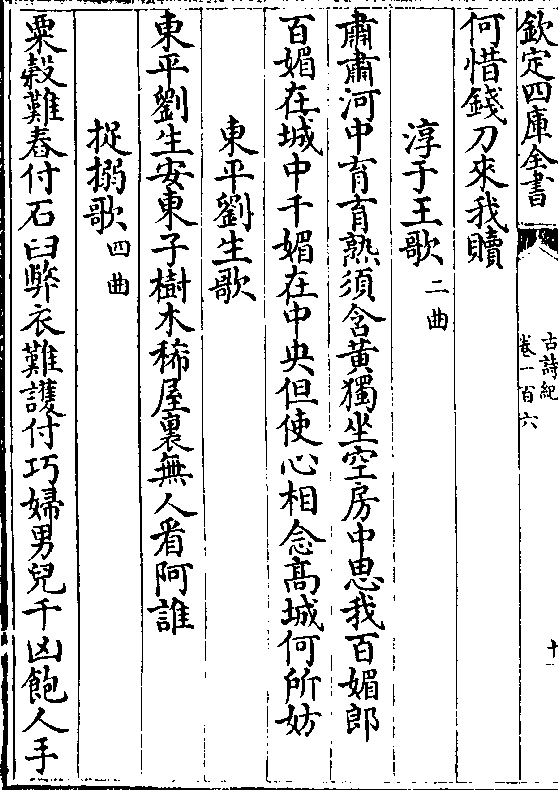 欽定四庫全書
古詩紀
卷一百六
十
何惜錢刀來我贖
淳于王歌二曲
肅肅河中育育熟須含黃獨坐空房中思我百媚郎
百媚在城中千媚在中央但使心相念高城何所妨
東平劉生歌
東平劉生安東子樹木稀屋裏無人看阿誰
捉搦歌四曲
粟穀難舂付石臼弊衣難護付巧婦男兒千凶飽人手